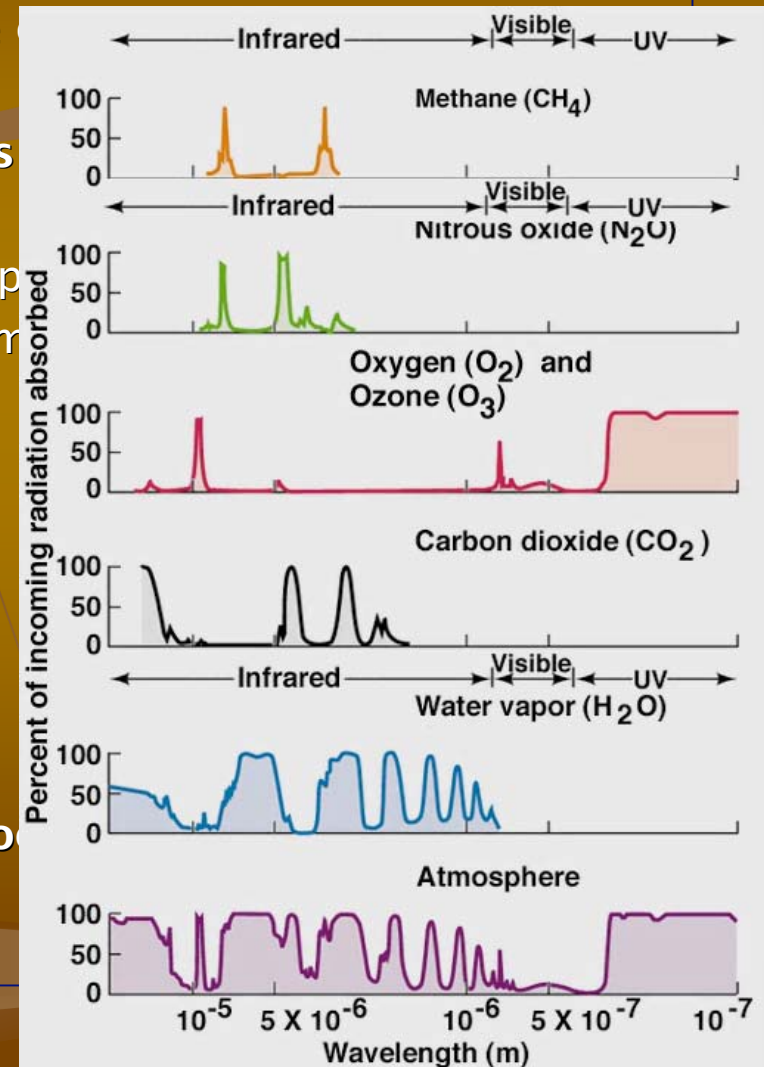 Infrared Visible UV
Methane (CH4)
100
50
0
Infrared Visible UV
Nitrous oxide (N2O)
100
50
0
Oxygen (O2) and
Ozone (O3)
100
50
0
Carbon dioxide (CO2)
100
50
0
Infrared Visible UV
Water vapor (H2O)
100
50
0
Atmosphere
100
50
0
10-5 5 X 10-6 10-6 5 X 10-7 10-7
Wavelength (m)
Percent of incoming radiation absorbed